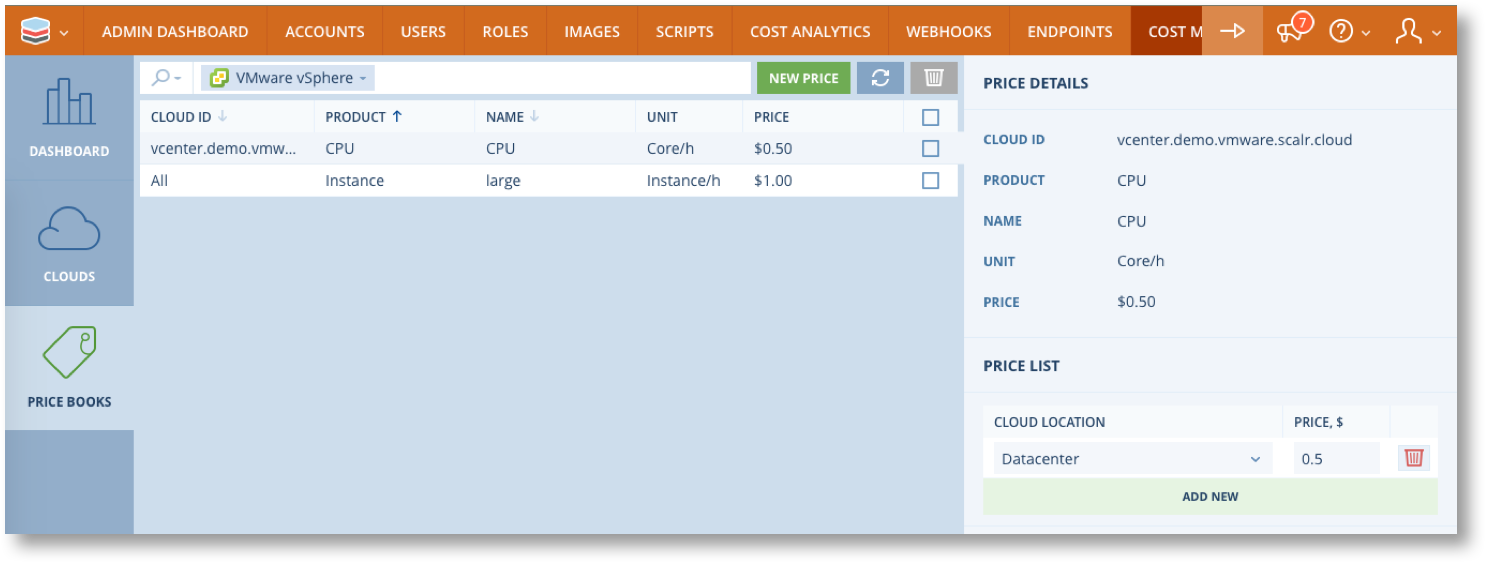 ADMIN DASHBOARD ACCOUNTS USERS ROLES IMAGES SCRIPTS COST ANALYTICS WEBHOOKS ENDPOINTS COST M 7
DASHBOARD
CLOUDS
PRICE BOOKS
VMware vSphere NEW PRICE
CLOUD ID PRODUCT NAME UNIT PRICE
vcenter.demo.vmw... CPU CPU Core/h $0.50
All Instance large Instance/h $1.00
PRICE DETAILS
CLOUD ID vcenter.demo.vmware.scalr.cloud
PRODUCT CPU
NAME CPU
UNIT Core/h
PRICE $0.50
PRICE LIST
CLOUD LOCATION PRICE, $
Datacenter 0.5
ADD NEW